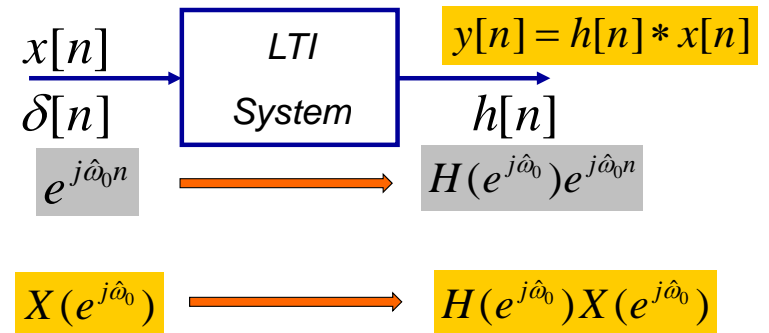 x[n] LTI y[n] = h[n] * x[n]
δ[n] System h[n]
e^{jω̂₀n} H(e^{jω̂₀})e^{jω̂₀n}
X(e^{jω̂₀}) H(e^{jω̂₀})X(e^{jω̂₀})